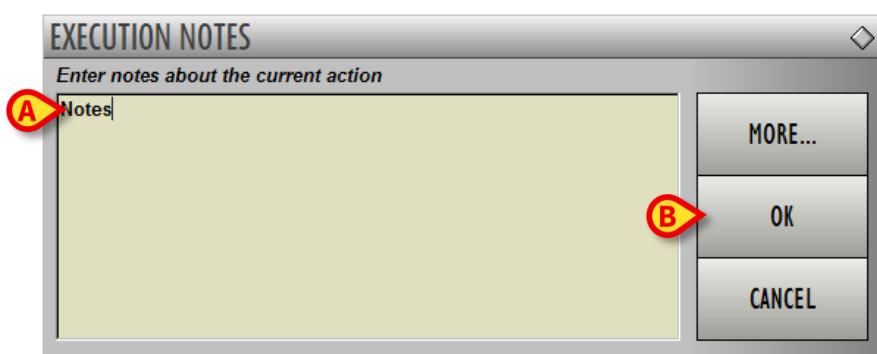 EXECUTION NOTES
Enter notes about the current action
A
Notes
MORE...
B
OK
CANCEL